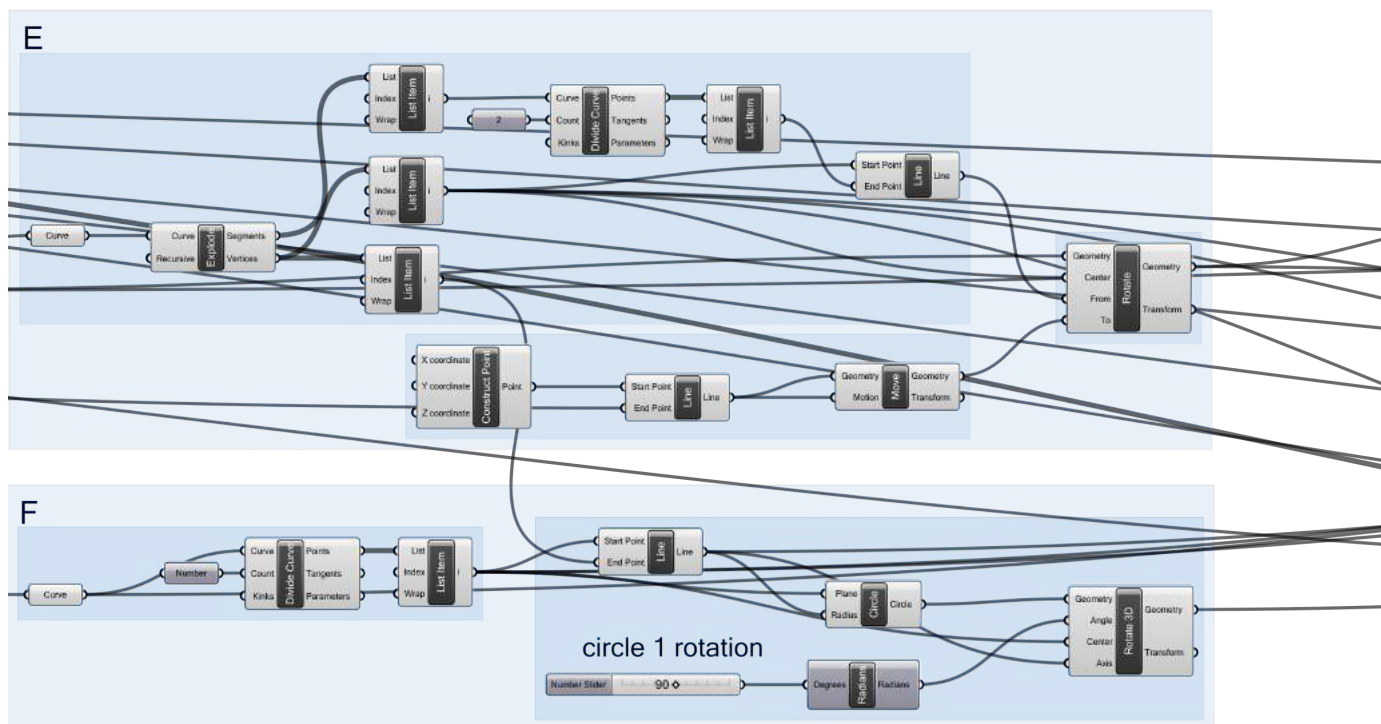 E
List
Index
Wrap
List Item
i
Curve
Count
Kinks
Divide Curve
Points
Tangents
Parameters
2
List
Index
Wrap
List Item
i
List
Index
Wrap
List Item
i
Start Point
End Point
Line
Line
Curve
Curve
Recursive
Explode
Segments
Vertices
List
Index
Wrap
List Item
i
Geometry
Center
From
To
Rotate
Geometry
Transform
X coordinate
Y coordinate
Z coordinate
Construct Point
Point
Start Point
End Point
Line
Line
Geometry
Motion
Move
Geometry
Transform
F
Curve
Number
Curve
Count
Kinks
Divide Curve
Points
Tangents
Parameters
List
Index
Wrap
List Item
i
Start Point
End Point
Line
Line
Plane
Radius
Circle
Circle
circle 1 rotation
Number Slider
90
Degrees
Radians
Radians
Geometry
Angle
Center
Axis
Rotate 3D
Geometry
Transform